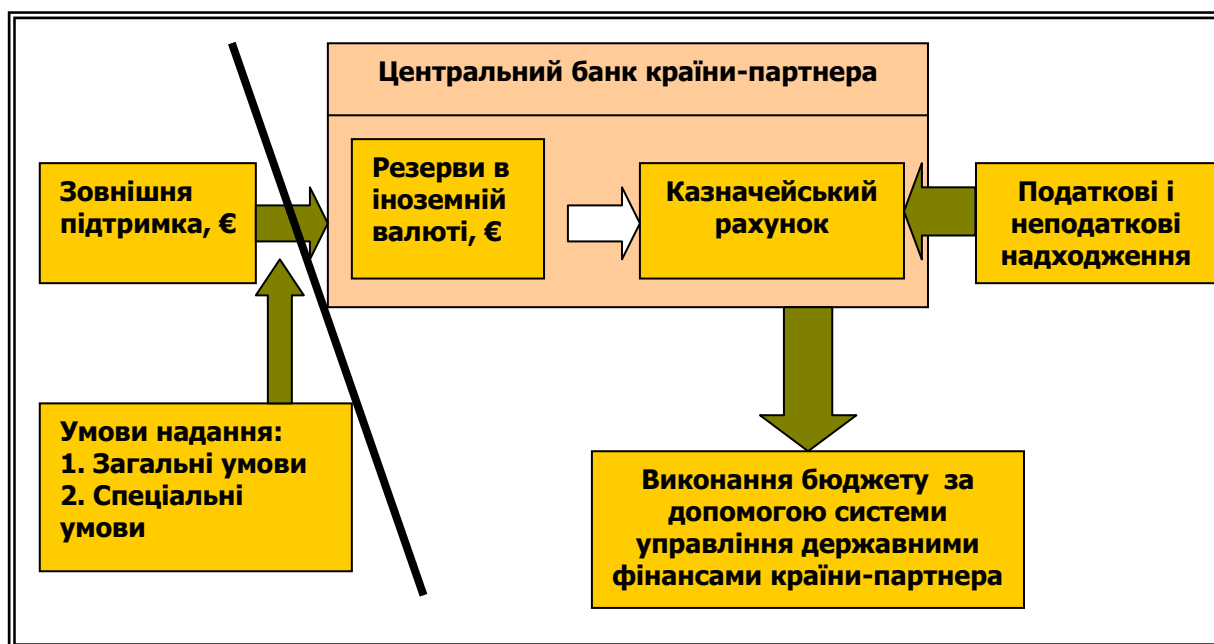 Центральний банк країни-партнера
Зовнішня
підтримка, €
Резерви в
іноземній
валюті, €
Казначейський
рахунок
Податкові і
неподаткові
надходження
Умови надання:
1. Загальні умови
2. Спеціальні
умови
Виконання бюджету за
допомогою системи
управління державними
фінансами країни-партнера